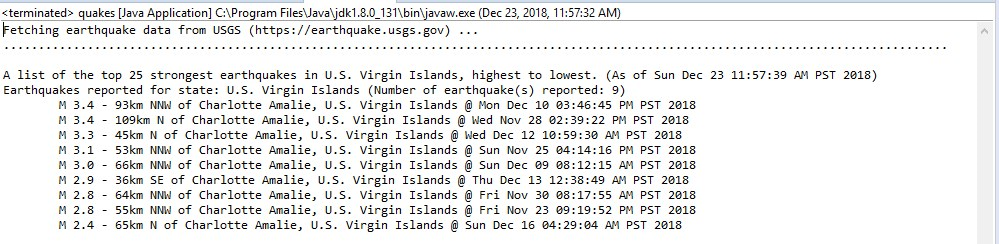 <terminated> quakes [Java Application] C:\Program Files\Java\jdk1.8.0_131\bin\javaw.exe (Dec 23, 2018, 11:57:32 AM)
Fetching earthquake data from USGS (https://earthquake.usgs.gov) ...
.......................................................................................................................................
A list of the top 25 strongest earthquakes in U.S. Virgin Islands, highest to lowest. (As of Sun Dec 23 11:57:39 AM PST 2018)
Earthquakes reported for state: U.S. Virgin Islands (Number of earthquake(s) reported: 9)
M 3.4 - 93km NNW of Charlotte Amalie, U.S. Virgin Islands @ Mon Dec 10 03:46:45 PM PST 2018
M 3.4 - 109km N of Charlotte Amalie, U.S. Virgin Islands @ Wed Nov 28 02:39:22 PM PST 2018
M 3.3 - 45km N of Charlotte Amalie, U.S. Virgin Islands @ Wed Dec 12 10:59:30 AM PST 2018
M 3.1 - 53km NNW of Charlotte Amalie, U.S. Virgin Islands @ Sun Nov 25 04:14:16 PM PST 2018
M 3.0 - 66km NNW of Charlotte Amalie, U.S. Virgin Islands @ Sun Dec 09 08:12:15 AM PST 2018
M 2.9 - 36km SE of Charlotte Amalie, U.S. Virgin Islands @ Thu Dec 13 12:38:49 AM PST 2018
M 2.8 - 64km NNW of Charlotte Amalie, U.S. Virgin Islands @ Fri Nov 30 08:17:55 AM PST 2018
M 2.8 - 55km NNW of Charlotte Amalie, U.S. Virgin Islands @ Fri Nov 23 09:19:52 PM PST 2018
M 2.4 - 65km N of Charlotte Amalie, U.S. Virgin Islands @ Sun Dec 16 04:29:04 AM PST 2018